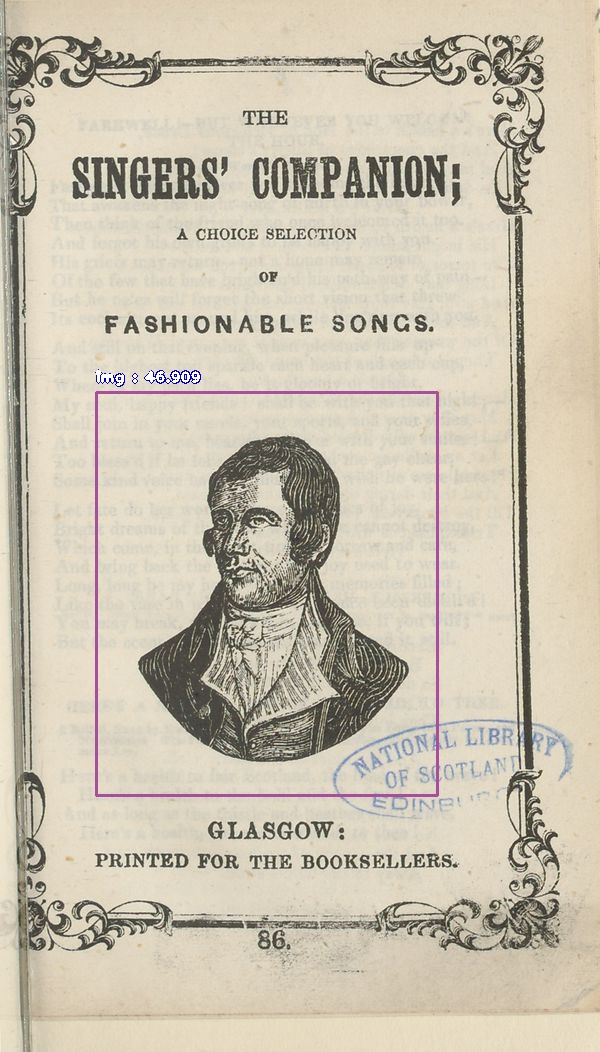 THE
SINGERS' COMPANION;
A CHOICE SELECTION
OF
FASHIONABLE SONGS.
img : 46.909
NATIONAL LIBRARY
OF SCOTLAND
EDINBURG
GLASGOW:
PRINTED FOR THE BOOKSELLERS.
86.